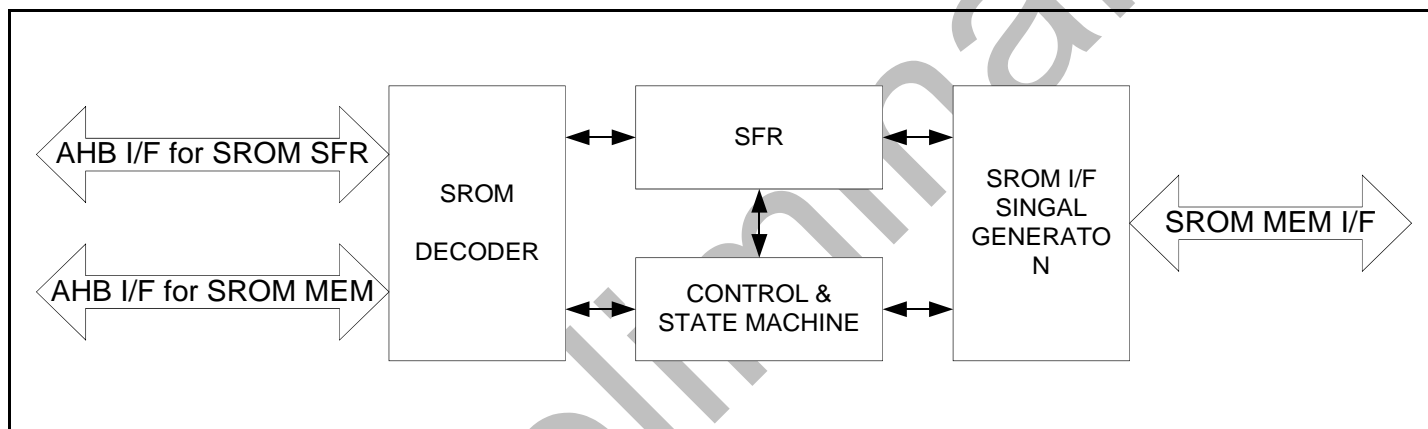 AHB I/F for SROM SFR
AHB I/F for SROM MEM
SROM
DECODER
SFR
CONTROL &
STATE MACHINE
SROM I/F
SINGAL
GENERATO
N
SROM MEM I/F